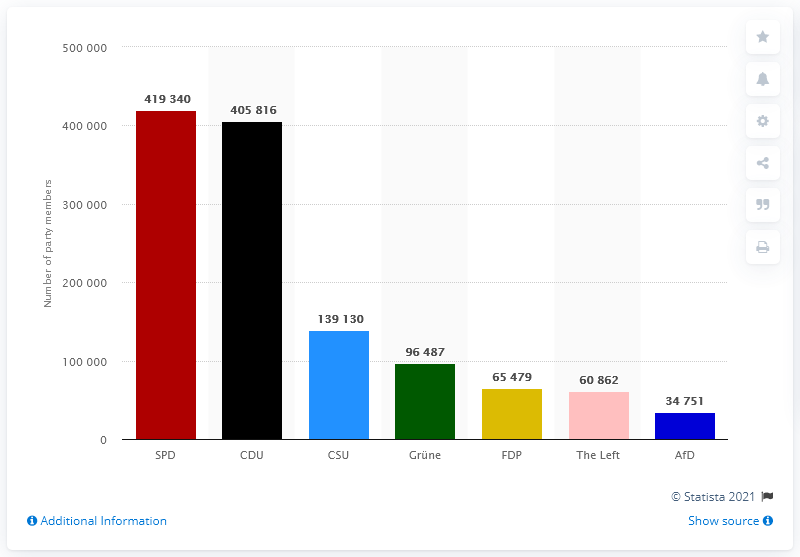 500 000
400 000
300 000
200 000
100 000
0
Number of party members
419 340
405 816
139 130
96 487
65 479
60 862
34 751
SPD
CDU
CSU
Grüne
FDP
The Left
AfD
© Statista 2021
Additional Information
Show source